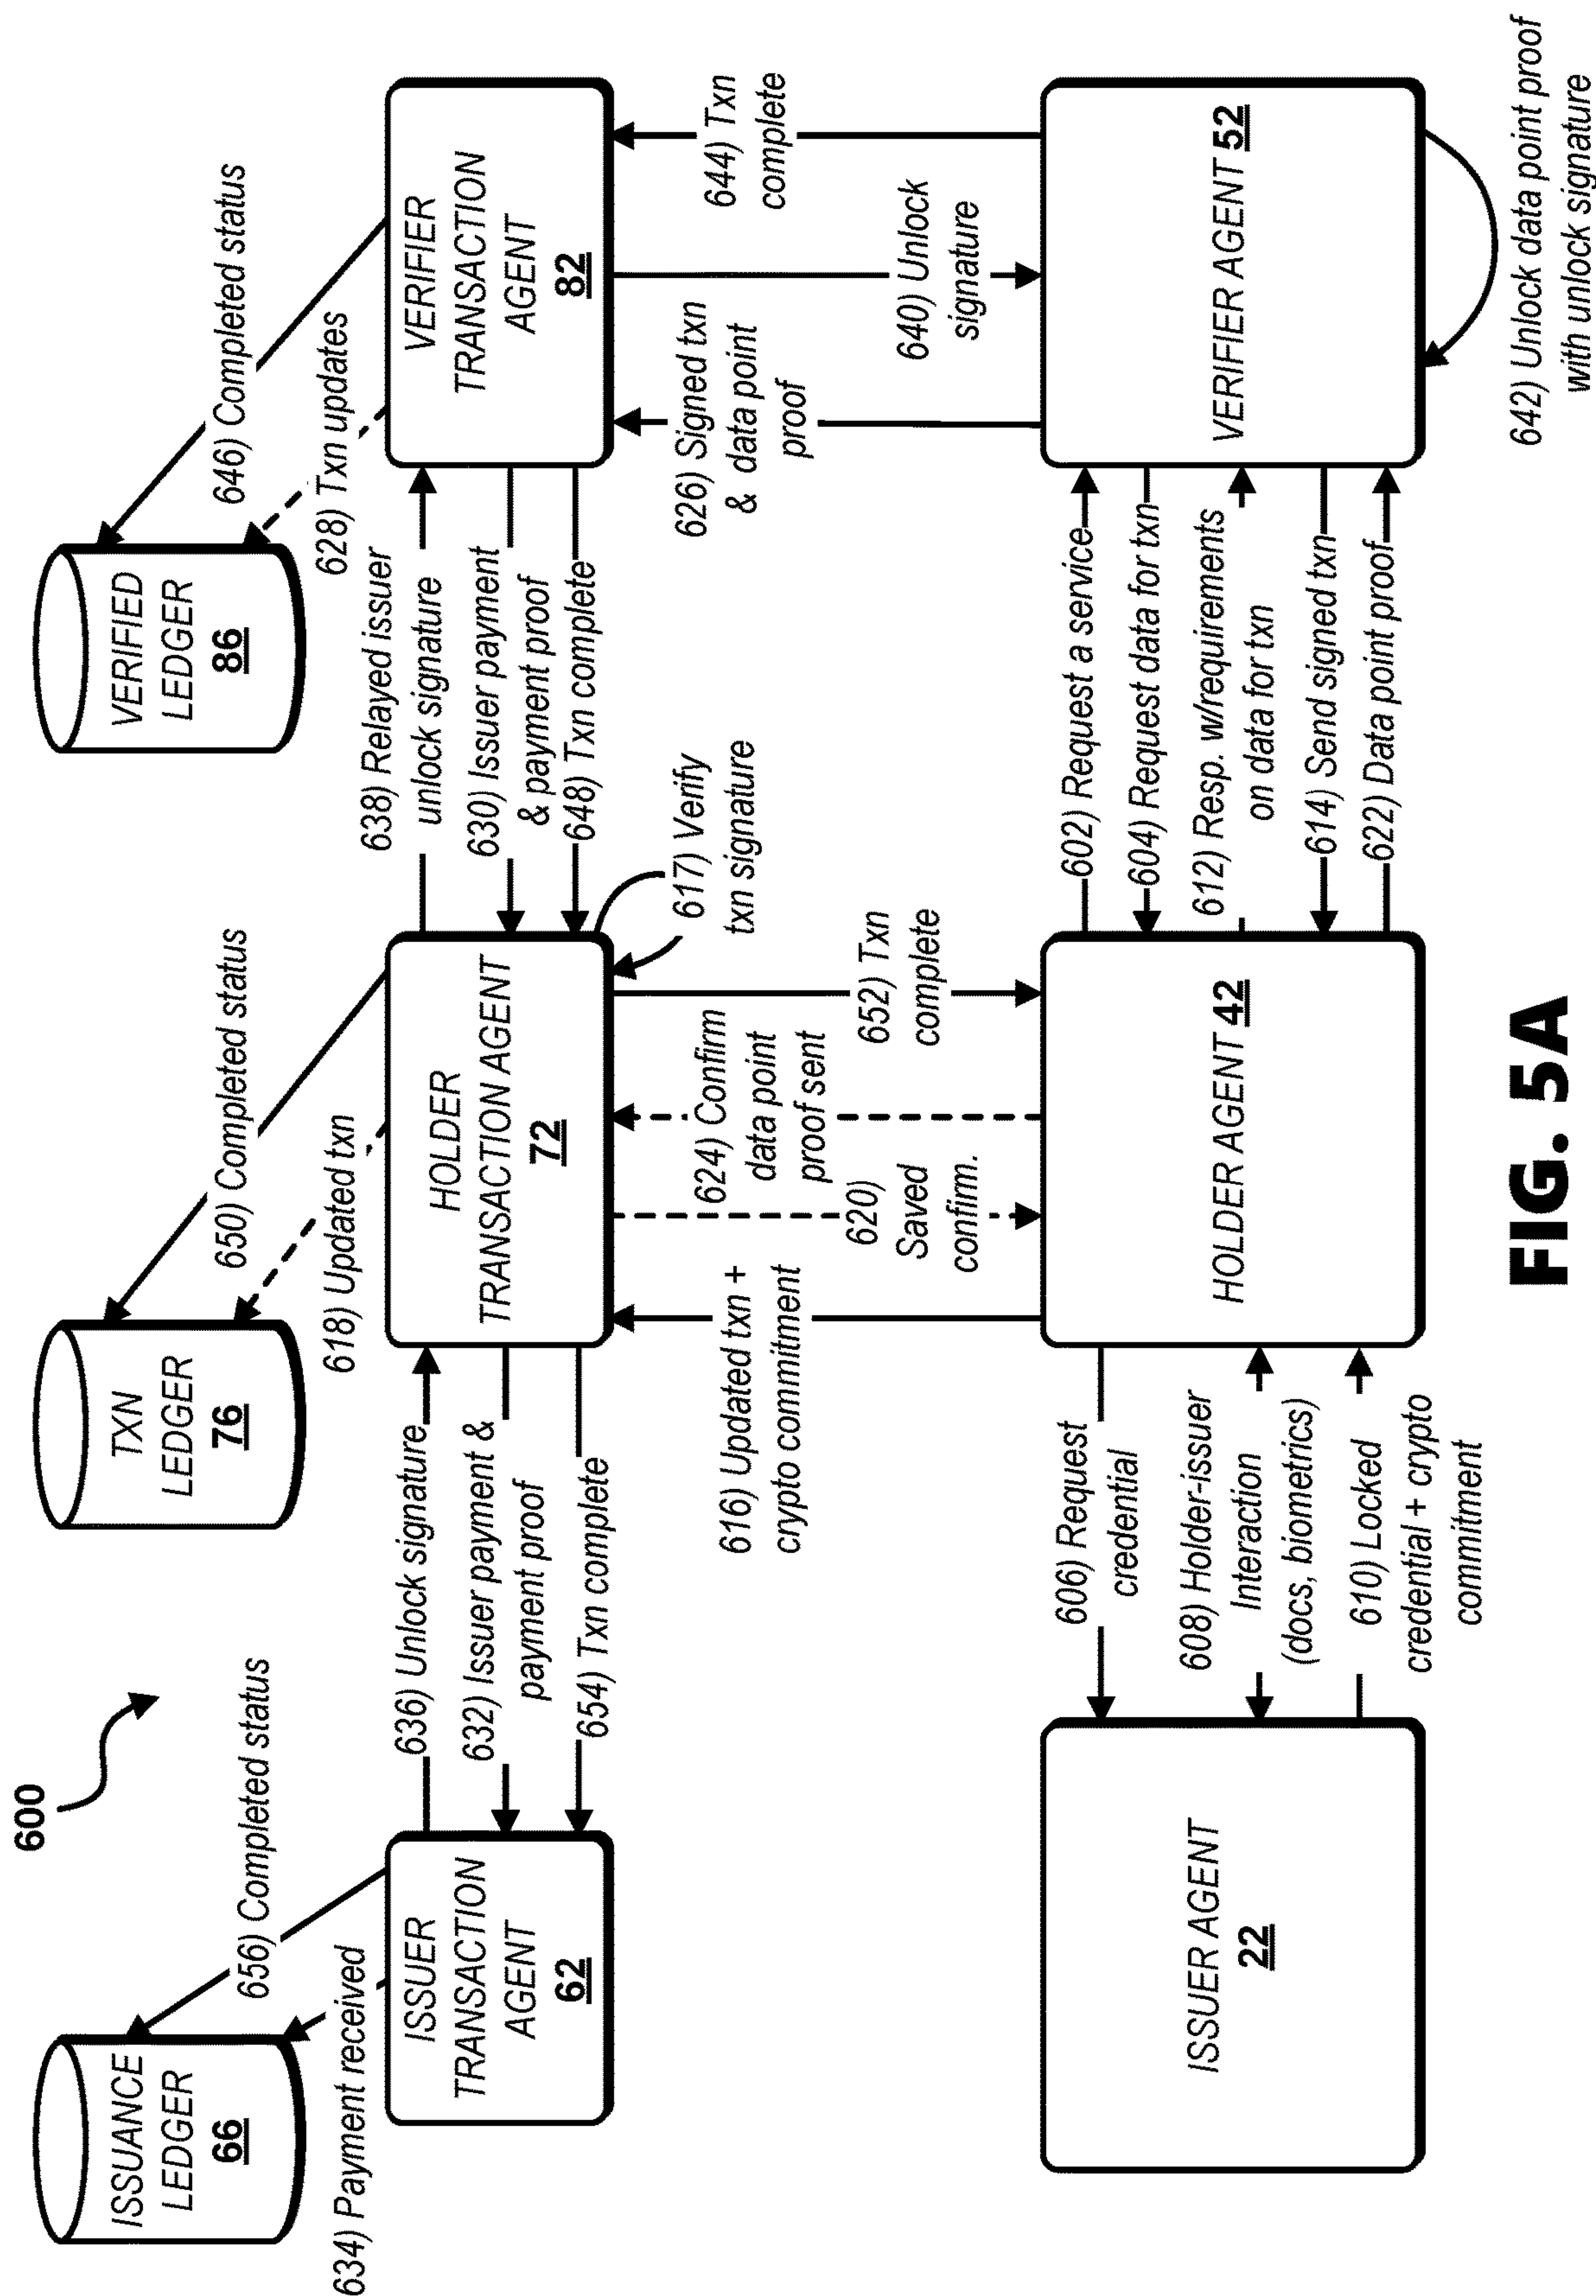 600
ISSUANCE
LEDGER
66
TXN
LEDGER
76
VERIFIED
LEDGER
86
634) Payment received
656) Completed status
618) Updated txn
650) Completed status
628) Txn updates
646) Completed status
ISSUER
TRANSACTION
AGENT
62
636) Unlock signature
632) Issuer payment &
payment proof
654) Txn complete
HOLDER
TRANSACTION AGENT
72
638) Relayed issuer
unlock signature
630) Issuer payment
& payment proof
648) Txn complete
617) Verify
txn signature
VERIFIER
TRANSACTION
AGENT
82
616) Updated txn +
crypto commitment
620)
Saved
confirm.
624) Confirm
data point
proof sent
652) Txn
complete
626) Signed txn
& data point
proof
640) Unlock
signature
644) Txn
complete
ISSUER AGENT
22
606) Request
credential
608) Holder-issuer
Interaction
(docs, biometrics)
610) Locked
credential + crypto
commitment
HOLDER AGENT 42
602) Request a service
604) Request data for txn
612) Resp. w/requirements
on data for txn
614) Send signed txn
622) Data point proof
VERIFIER AGENT 52
642) Unlock data point proof
with unlock signature
FIG. 5A